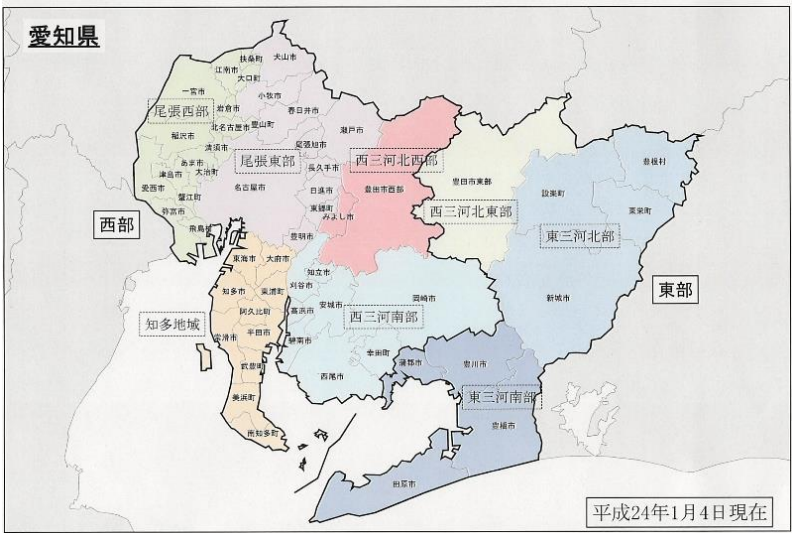 愛知県
扶桑町
犬山市
江南市
大口町
一宮市
小牧市
尾張西部
岩倉市
春日井市
北名古屋市
豊山町
瀬戸市
稲沢市
清須市
尾張旭市
あま市
尾張東部
西三河北西部
豊根村
津島市
大治町
長久手市
豊田市東部
愛西市
名古屋市
日進市
豊田市西部
設楽町
蟹江町
東郷町
弥富市
みよし市
西三河北東部
東栄町
西部
飛島村
豊明市
東三河北部
東海市
大府市
知立市
知多市
東浦町
刈谷市
岡崎市
東部
新城市
安城市
阿久比町
高浜市
西三河南部
知多地域
常滑市
半田市
碧南市
幸田町
蒲郡市
豊川市
武豊町
西尾市
美浜町
東三河南部
豊橋市
南知多町
田原市
平成24年1月4日現在